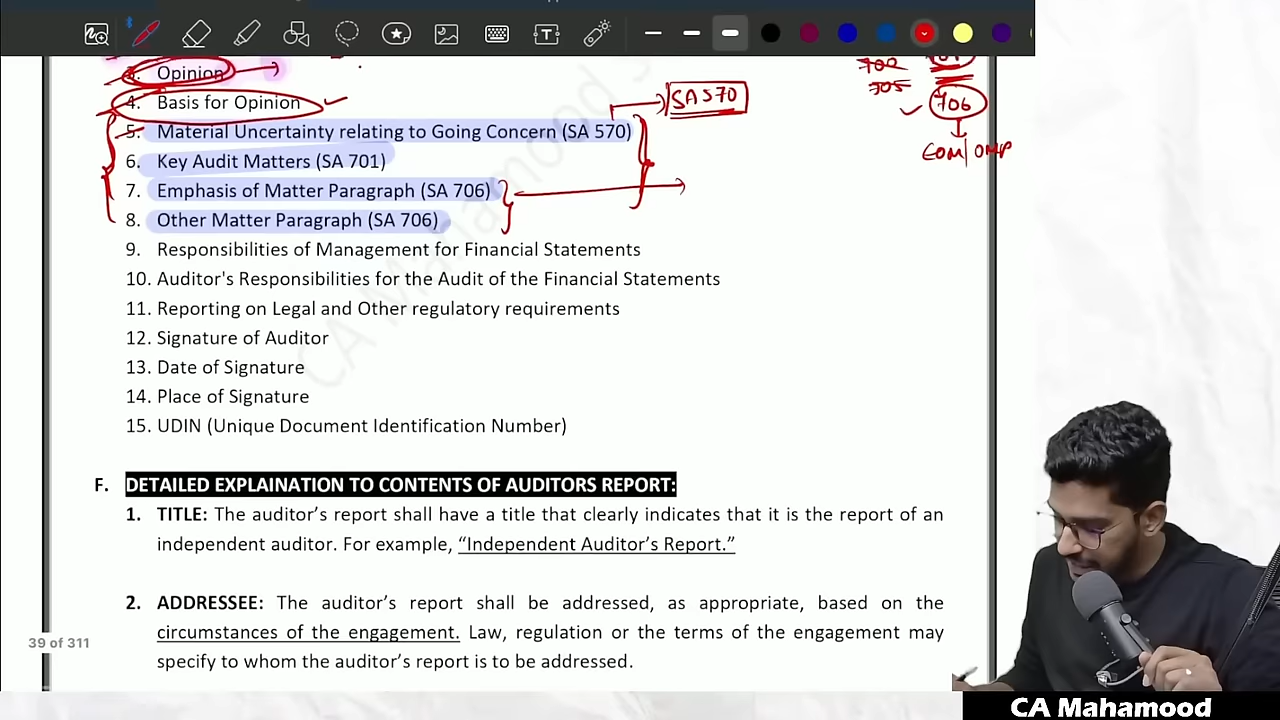 3. Opinion
700
705
4. Basis for Opinion
SA 570
706
5. Material Uncertainty relating to Going Concern (SA 570)
EOM/OMP
6. Key Audit Matters (SA 701)
7. Emphasis of Matter Paragraph (SA 706)
8. Other Matter Paragraph (SA 706)
9. Responsibilities of Management for Financial Statements
10. Auditor's Responsibilities for the Audit of the Financial Statements
11. Reporting on Legal and Other regulatory requirements
12. Signature of Auditor
13. Date of Signature
14. Place of Signature
15. UDIN (Unique Document Identification Number)
F. DETAILED EXPLAINATION TO CONTENTS OF AUDITORS REPORT:
1. TITLE: The auditor’s report shall have a title that clearly indicates that it is the report of an
independent auditor. For example, “Independent Auditor’s Report.”
2. ADDRESSEE: The auditor’s report shall be addressed, as appropriate, based on the
circumstances of the engagement. Law, regulation or the terms of the engagement may
39 of 311
specify to whom the auditor’s report is to be addressed.
CA Mahamood